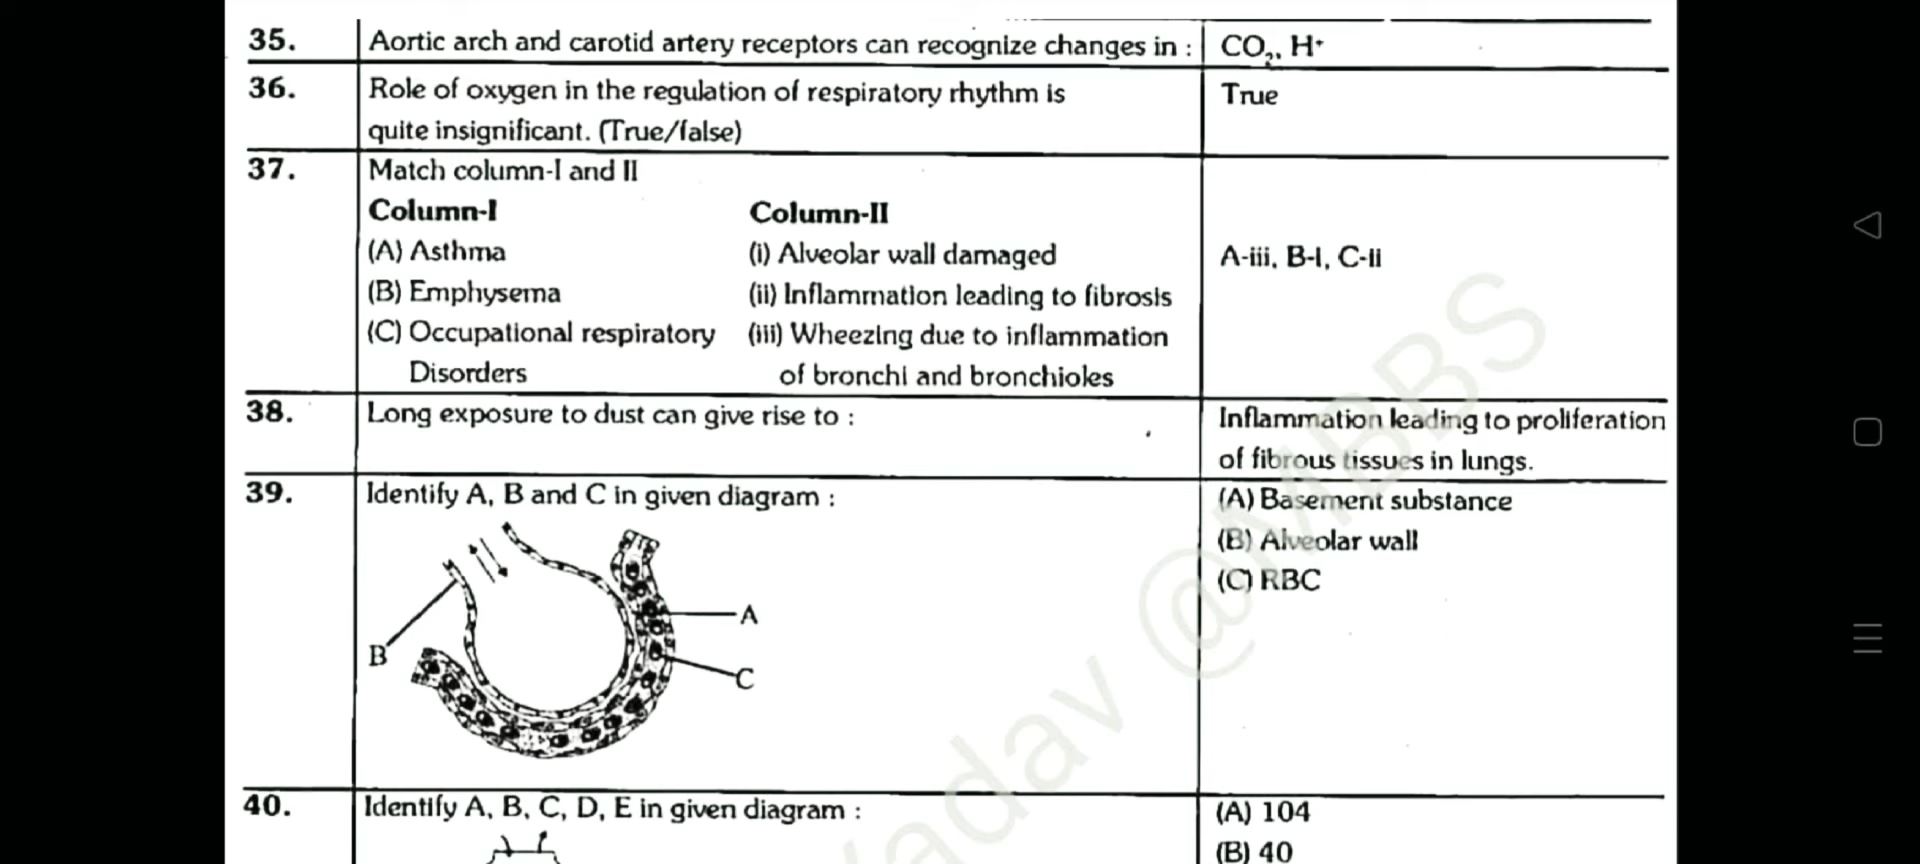 35. Aortic arch and carotid artery receptors can recognize changes in : CO₂, H⁺
36. Role of oxygen in the regulation of respiratory rhythm is True
quite insignificant. (True/false)
37. Match column-I and II
Column-I Column-II
(A) Asthma (i) Alveolar wall damaged A-iii, B-I, C-ii
(B) Emphysema (ii) Inflammation leading to fibrosis
(C) Occupational respiratory (iii) Wheezing due to inflammation
Disorders of bronchi and bronchioles
38. Long exposure to dust can give rise to : Inflammation leading to proliferation
of fibrous tissues in lungs.
39. Identify A, B and C in given diagram : (A) Basement substance
(B) Alveolar wall
(C) RBC
A
B
C
40. Identify A, B, C, D, E in given diagram : (A) 104
(B) 40
adav @MBBS